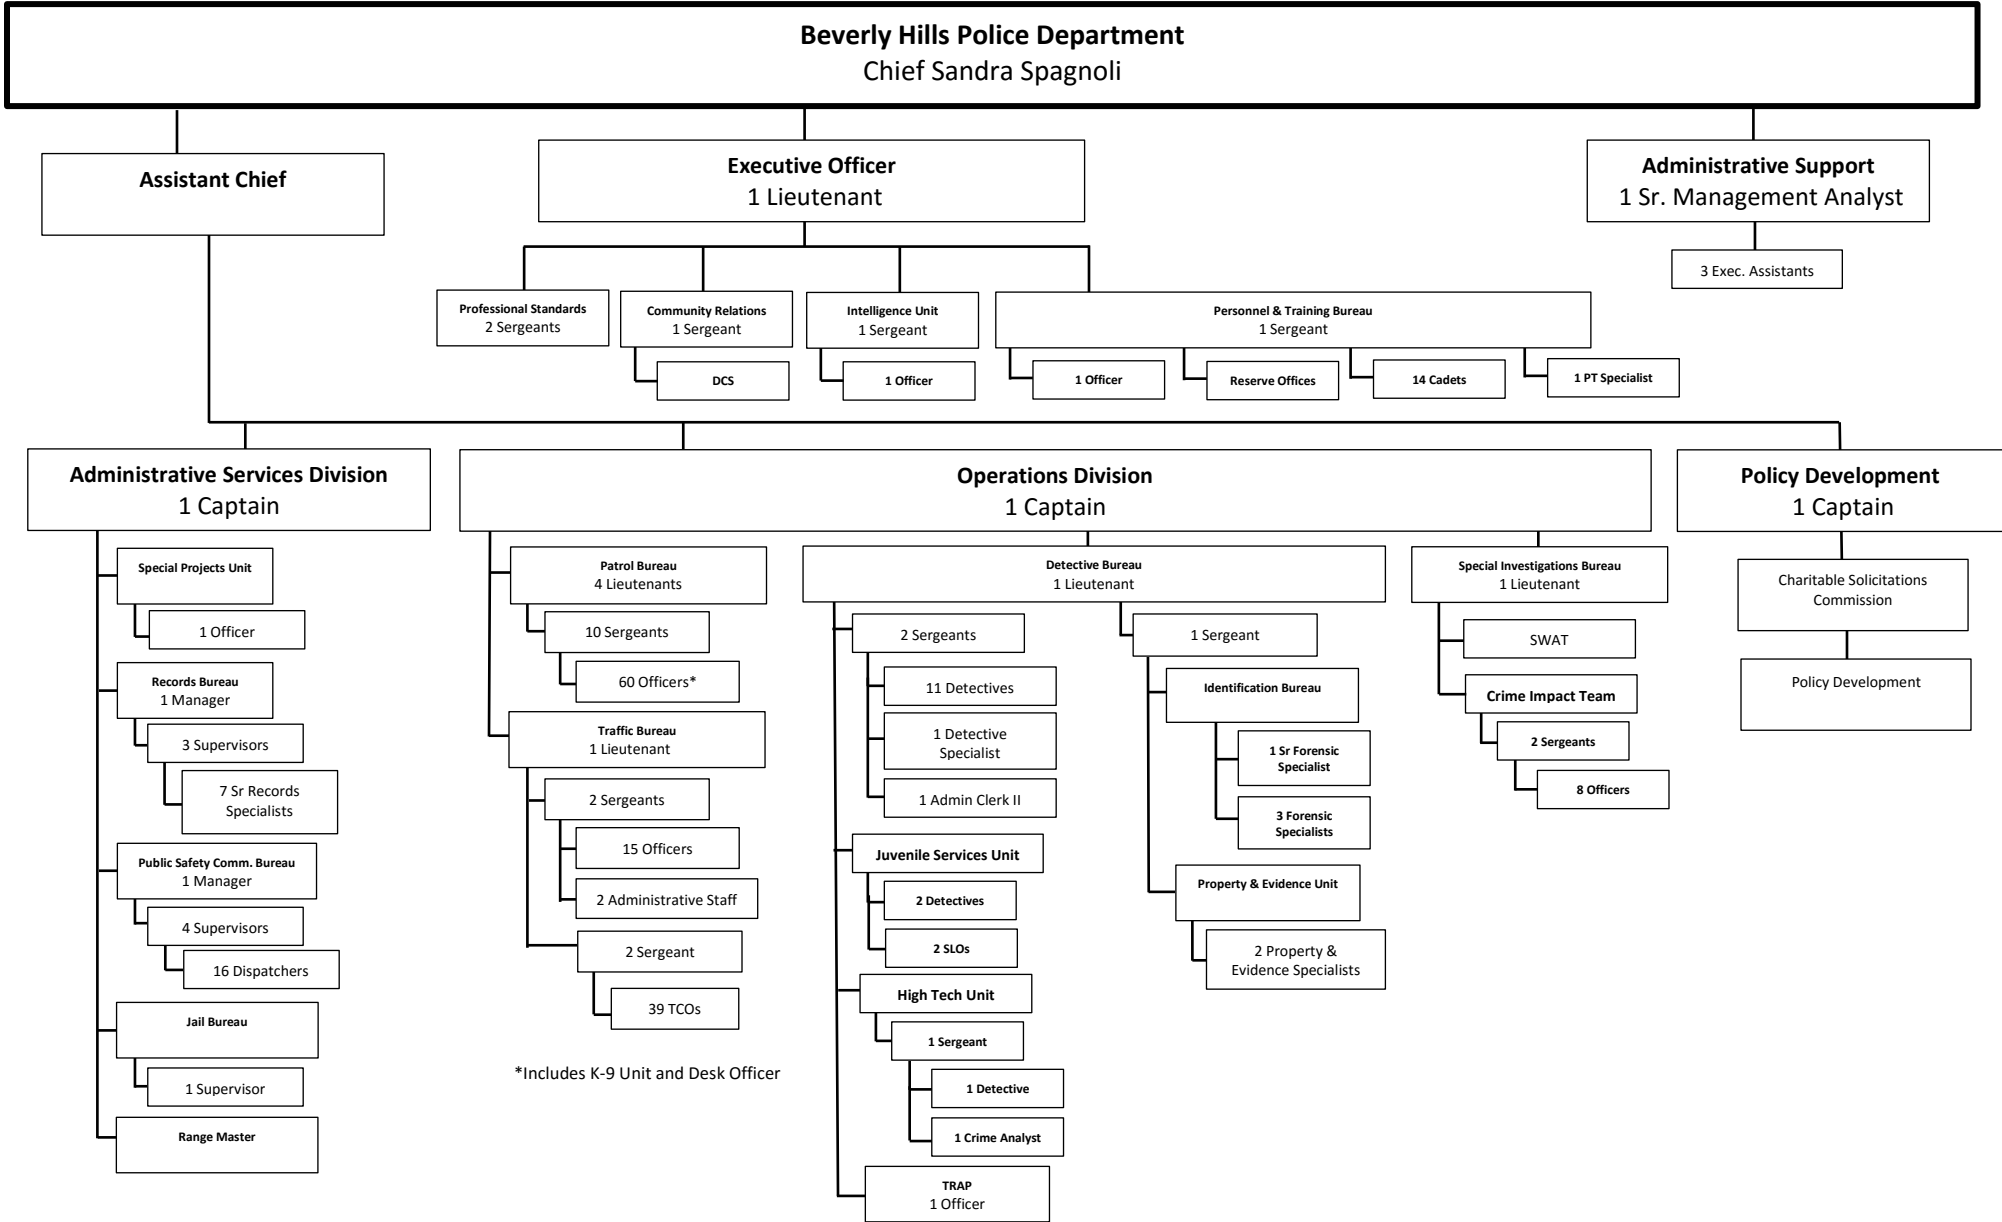 Beverly Hills Police Department
Chief Sandra Spagnoli
Assistant Chief
Executive Officer
1 Lieutenant
Administrative Support
1 Sr. Management Analyst
3 Exec. Assistants
Professional Standards
2 Sergeants
Community Relations
1 Sergeant
DCS
Intelligence Unit
1 Sergeant
1 Officer
Personnel & Training Bureau
1 Sergeant
1 Officer
Reserve Offices
14 Cadets
1 PT Specialist
Administrative Services Division
1 Captain
Special Projects Unit
1 Officer
Records Bureau
1 Manager
3 Supervisors
7 Sr Records
Specialists
Public Safety Comm. Bureau
1 Manager
4 Supervisors
16 Dispatchers
Jail Bureau
1 Supervisor
Range Master
Operations Division
1 Captain
Patrol Bureau
4 Lieutenants
10 Sergeants
60 Officers*
Traffic Bureau
1 Lieutenant
2 Sergeants
15 Officers
2 Administrative Staff
2 Sergeant
39 TCOs
*Includes K-9 Unit and Desk Officer
Detective Bureau
1 Lieutenant
2 Sergeants
11 Detectives
1 Detective
Specialist
1 Admin Clerk II
Juvenile Services Unit
2 Detectives
2 SLOs
High Tech Unit
1 Sergeant
1 Detective
1 Crime Analyst
TRAP
1 Officer
1 Sergeant
Identification Bureau
1 Sr Forensic
Specialist
3 Forensic
Specialists
Property & Evidence Unit
2 Property &
Evidence Specialists
Special Investigations Bureau
1 Lieutenant
SWAT
Crime Impact Team
2 Sergeants
8 Officers
Policy Development
1 Captain
Charitable Solicitations
Commission
Policy Development